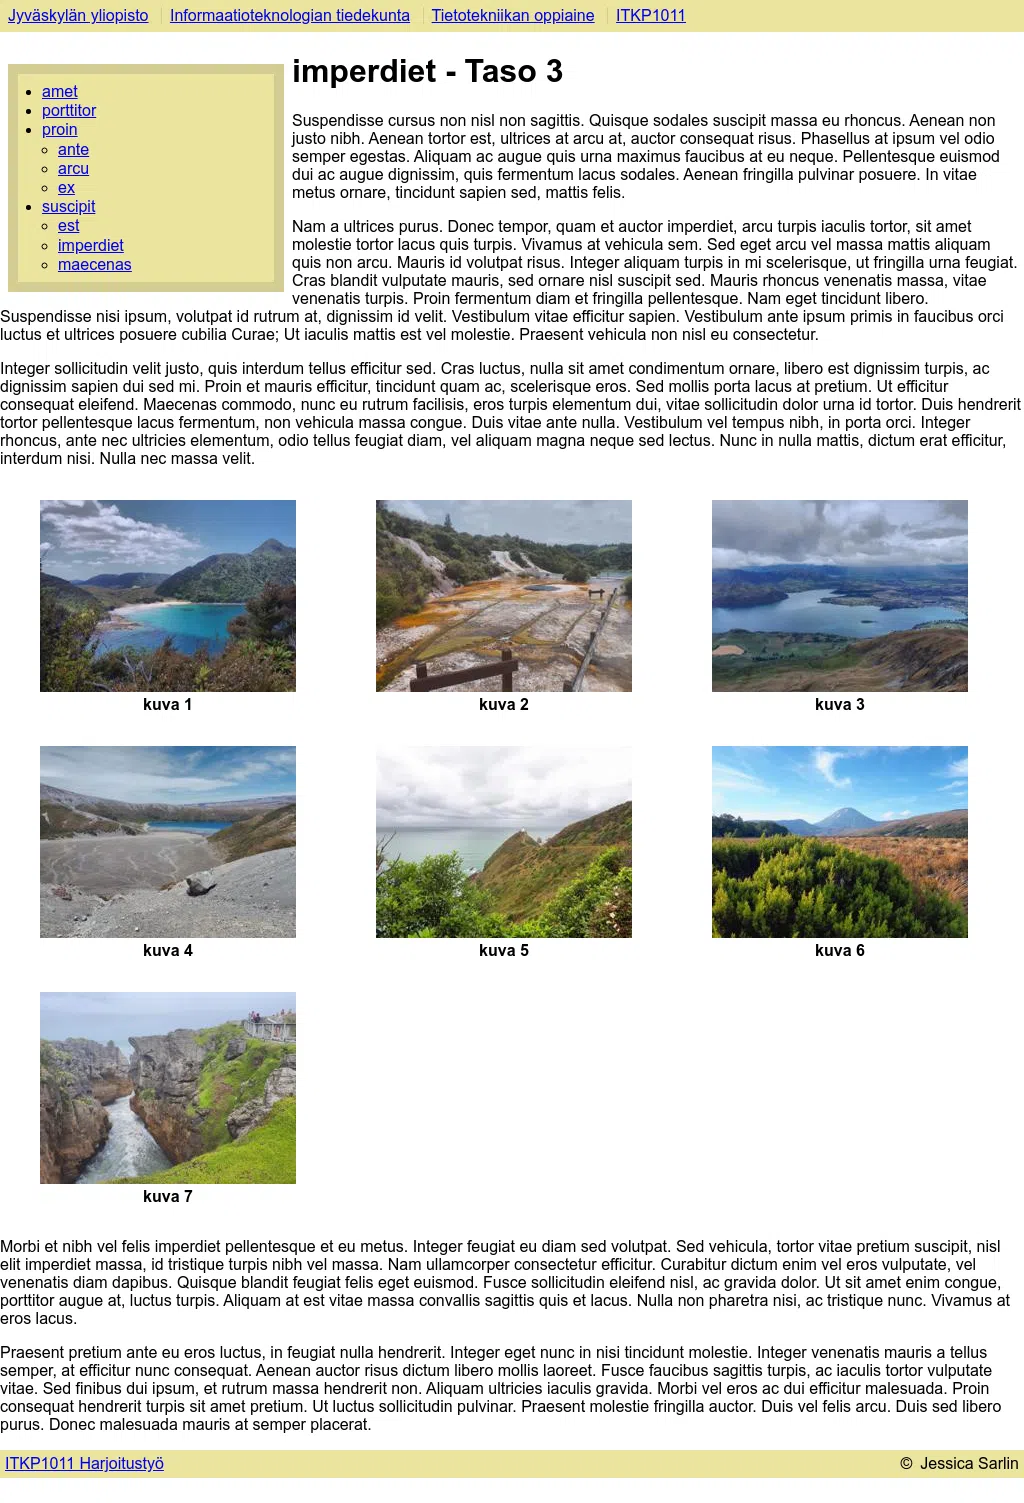 Jyväskylän yliopisto Informaatioteknologian tiedekunta Tietotekniikan oppiaine ITKP1011
imperdiet - Taso 3
amet
porttitor
proin
ante
arcu
ex
suscipit
est
imperdiet
maecenas
Suspendisse cursus non nisl non sagittis. Quisque sodales suscipit massa eu rhoncus. Aenean non
justo nibh. Aenean tortor est, ultrices at arcu at, auctor consequat risus. Phasellus at ipsum vel odio
semper egestas. Aliquam ac augue quis urna maximus faucibus at eu neque. Pellentesque euismod
dui ac augue dignissim, quis fermentum lacus sodales. Aenean fringilla pulvinar posuere. In vitae
metus ornare, tincidunt sapien sed, mattis felis.
Nam a ultrices purus. Donec tempor, quam et auctor imperdiet, arcu turpis iaculis tortor, sit amet
molestie tortor lacus quis turpis. Vivamus at vehicula sem. Sed eget arcu vel massa mattis aliquam
quis non arcu. Mauris id volutpat risus. Integer aliquam turpis in mi scelerisque, ut fringilla urna feugiat.
Cras blandit vulputate mauris, sed ornare nisl suscipit sed. Mauris rhoncus venenatis massa, vitae
venenatis turpis. Proin fermentum diam et fringilla pellentesque. Nam eget tincidunt libero.
Suspendisse nisi ipsum, volutpat id rutrum at, dignissim id velit. Vestibulum vitae efficitur sapien. Vestibulum ante ipsum primis in faucibus orci
luctus et ultrices posuere cubilia Curae; Ut iaculis mattis est vel molestie. Praesent vehicula non nisl eu consectetur.
Integer sollicitudin velit justo, quis interdum tellus efficitur sed. Cras luctus, nulla sit amet condimentum ornare, libero est dignissim turpis, ac
dignissim sapien dui sed mi. Proin et mauris efficitur, tincidunt quam ac, scelerisque eros. Sed mollis porta lacus at pretium. Ut efficitur
consequat eleifend. Maecenas commodo, nunc eu rutrum facilisis, eros turpis elementum dui, vitae sollicitudin dolor urna id tortor. Duis hendrerit
tortor pellentesque lacus fermentum, non vehicula massa congue. Duis vitae ante nulla. Vestibulum vel tempus nibh, in porta orci. Integer
rhoncus, ante nec ultricies elementum, odio tellus feugiat diam, vel aliquam magna neque sed lectus. Nunc in nulla mattis, dictum erat efficitur,
interdum nisi. Nulla nec massa velit.
kuva 1 kuva 2 kuva 3
kuva 4 kuva 5 kuva 6
kuva 7
Morbi et nibh vel felis imperdiet pellentesque et eu metus. Integer feugiat eu diam sed volutpat. Sed vehicula, tortor vitae pretium suscipit, nisl
elit imperdiet massa, id tristique turpis nibh vel massa. Nam ullamcorper consectetur efficitur. Curabitur dictum enim vel eros vulputate, vel
venenatis diam dapibus. Quisque blandit feugiat felis eget euismod. Fusce sollicitudin eleifend nisl, ac gravida dolor. Ut sit amet enim congue,
porttitor augue at, luctus turpis. Aliquam at est vitae massa convallis sagittis quis et lacus. Nulla non pharetra nisi, ac tristique nunc. Vivamus at
eros lacus.
Praesent pretium ante eu eros luctus, in feugiat nulla hendrerit. Integer eget nunc in nisi tincidunt molestie. Integer venenatis mauris a tellus
semper, at efficitur nunc consequat. Aenean auctor risus dictum libero mollis laoreet. Fusce faucibus sagittis turpis, ac iaculis tortor vulputate
vitae. Sed finibus dui ipsum, et rutrum massa hendrerit non. Aliquam ultricies iaculis gravida. Morbi vel eros ac dui efficitur malesuada. Proin
consequat hendrerit turpis sit amet pretium. Ut luctus sollicitudin pulvinar. Praesent molestie fringilla auctor. Duis vel felis arcu. Duis sed libero
purus. Donec malesuada mauris at semper placerat.
ITKP1011 Harjoitustyö © Jessica Sarlin